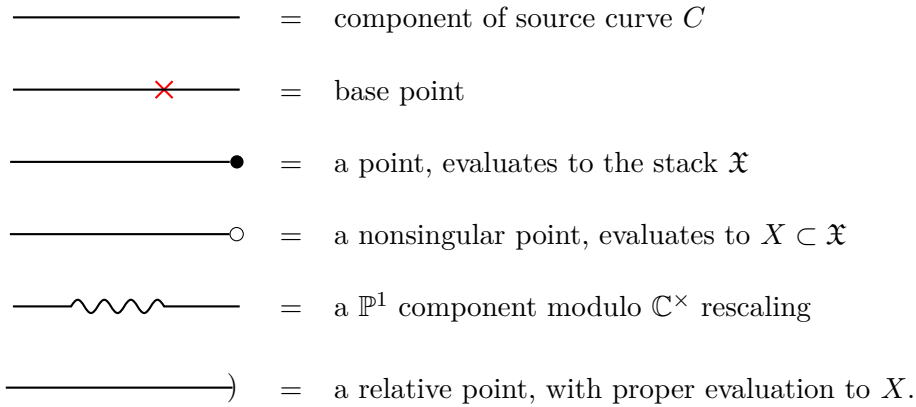 = component of source curve C
= base point
= a point, evaluates to the stack 𝔛
= a nonsingular point, evaluates to X ⊂ 𝔛
= a ℙ¹ component modulo ℂ× rescaling
= a relative point, with proper evaluation to X.